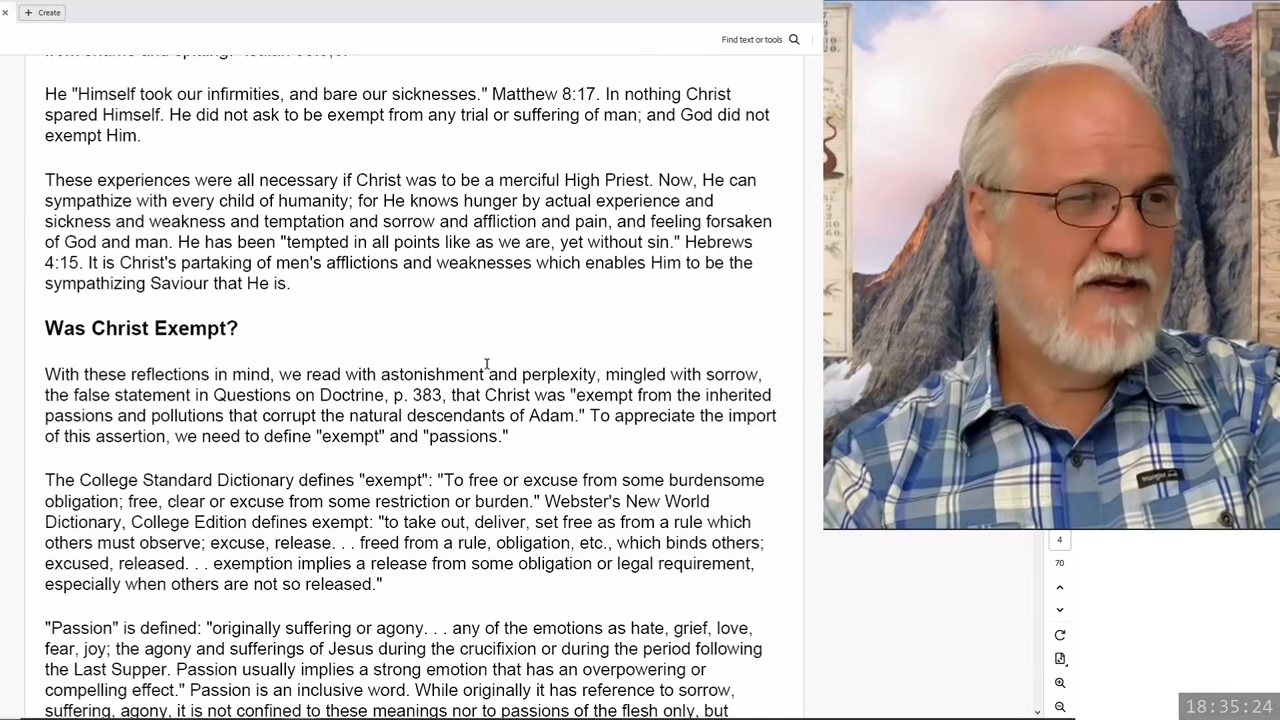 Create
Find text or tools
He "Himself took our infirmities, and bare our sicknesses." Matthew 8:17. In nothing Christ
spared Himself. He did not ask to be exempt from any trial or suffering of man; and God did not
exempt Him.
These experiences were all necessary if Christ was to be a merciful High Priest. Now, He can
sympathize with every child of humanity; for He knows hunger by actual experience and
sickness and weakness and temptation and sorrow and affliction and pain, and feeling forsaken
of God and man. He has been "tempted in all points like as we are, yet without sin." Hebrews
4:15. It is Christ's partaking of men's afflictions and weaknesses which enables Him to be the
sympathizing Saviour that He is.
Was Christ Exempt?
With these reflections in mind, we read with astonishment and perplexity, mingled with sorrow,
the false statement in Questions on Doctrine, p. 383, that Christ was "exempt from the inherited
passions and pollutions that corrupt the natural descendants of Adam." To appreciate the import
of this assertion, we need to define "exempt" and "passions."
The College Standard Dictionary defines "exempt": "To free or excuse from some burdensome
obligation; free, clear or excuse from some restriction or burden." Webster's New World
Dictionary, College Edition defines exempt: "to take out, deliver, set free as from a rule which
others must observe; excuse, release. . . freed from a rule, obligation, etc., which binds others;
excused, released. . . exemption implies a release from some obligation or legal requirement,
especially when others are not so released."
"Passion" is defined: "originally suffering or agony. . . any of the emotions as hate, grief, love,
fear, joy; the agony and sufferings of Jesus during the crucifixion or during the period following
the Last Supper. Passion usually implies a strong emotion that has an overpowering or
compelling effect." Passion is an inclusive word. While originally it has reference to sorrow,
suffering, agony, it is not confined to these meanings nor to passions of the flesh only, but
4
70
18:35:24